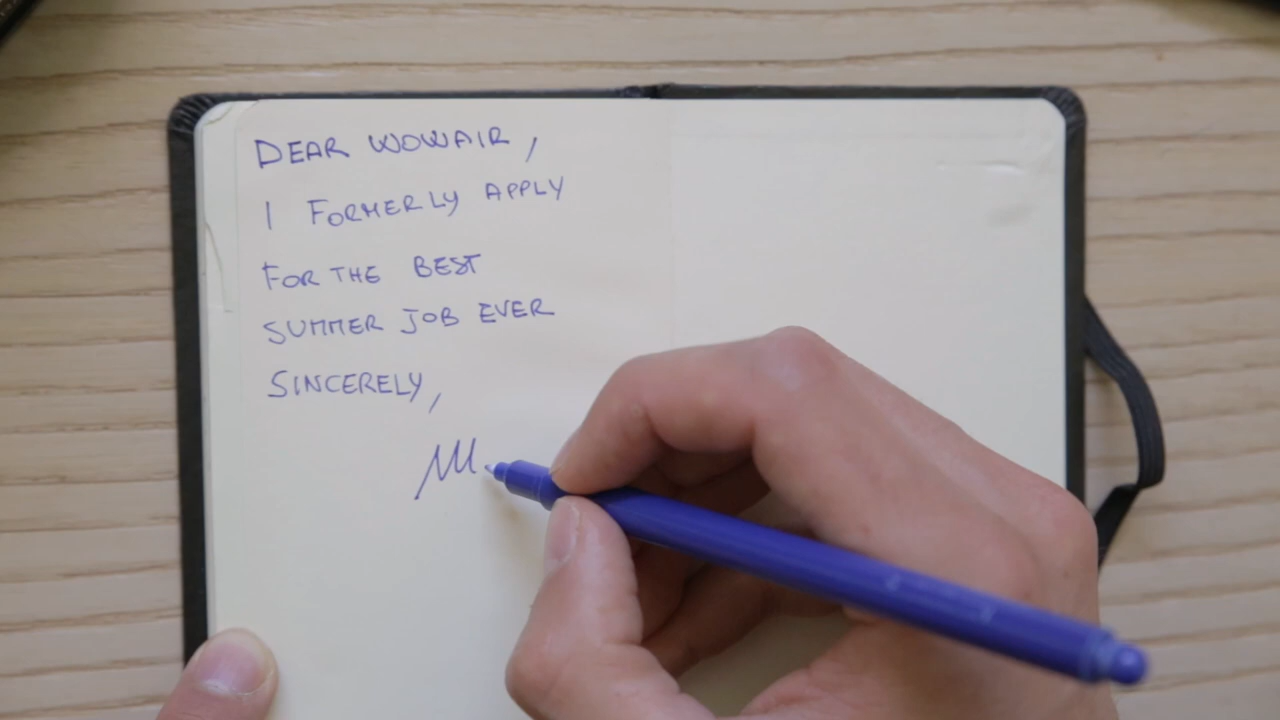 DEAR WOWAIR,
I FORMERLY APPLY
FOR THE BEST
SUMMER JOB EVER
SINCERELY,